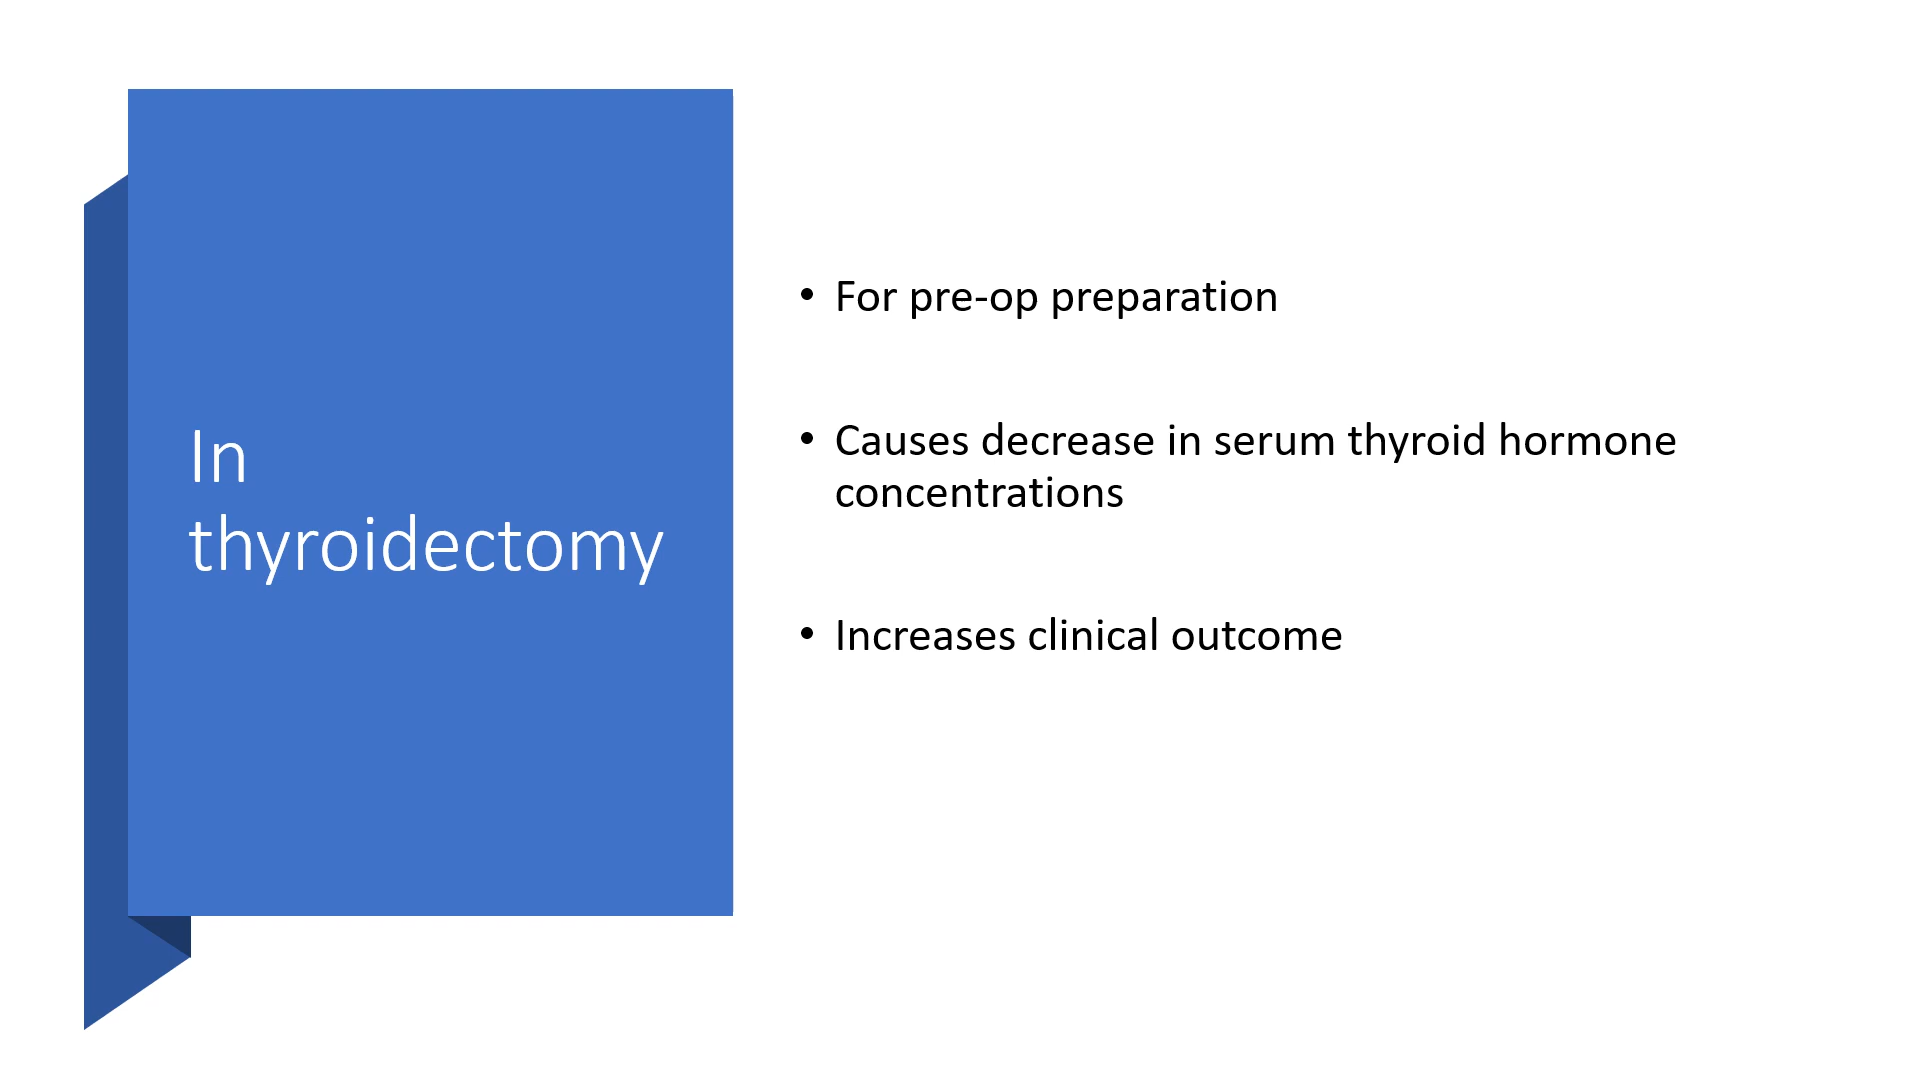 In
thyroidectomy
• For pre-op preparation
• Causes decrease in serum thyroid hormone
concentrations
• Increases clinical outcome